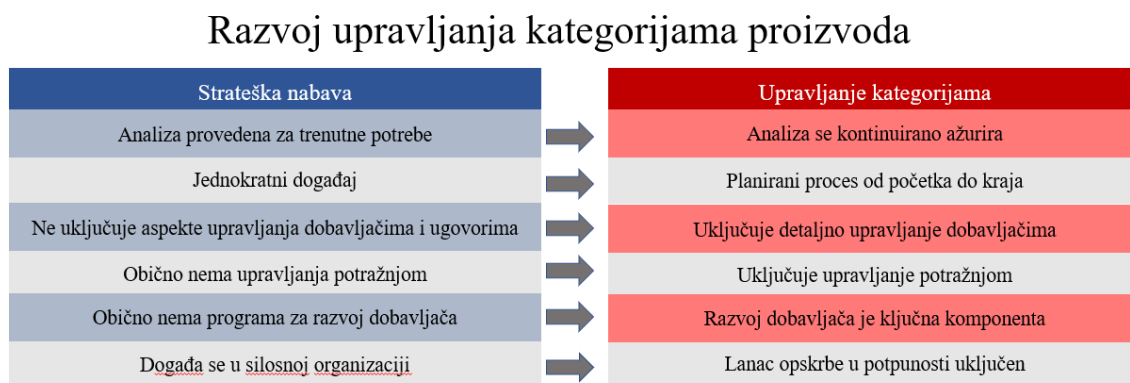 Razvoj upravljanja kategorijama proizvoda
Strateška nabava
Upravljanje kategorijama
Analiza provedena za trenutne potrebe
Analiza se kontinuirano ažurira
Jednokratni događaj
Planirani proces od početka do kraja
Ne uključuje aspekte upravljanja dobavljačima i ugovorima
Uključuje detaljno upravljanje dobavljačima
Obično nema upravljanja potražnjom
Uključuje upravljanje potražnjom
Obično nema programa za razvoj dobavljača
Razvoj dobavljača je ključna komponenta
Događa se u silosnoj organizaciji
Lanac opskrbe u potpunosti uključen